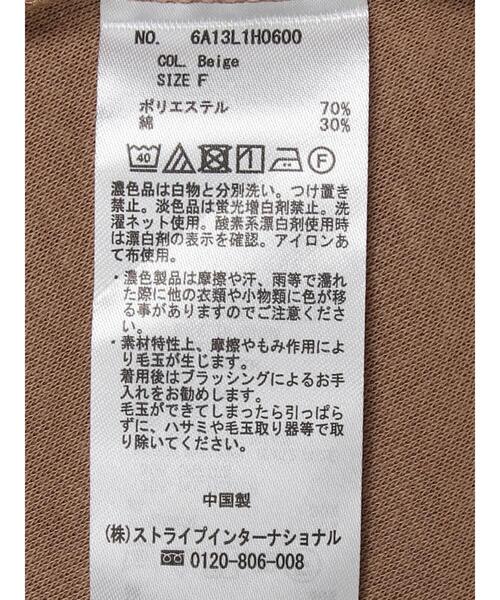 NO. 6A13L1H0600
COL. Beige
SIZE F
ポリエステル 70%
綿 30%
40
F
濃色品は白物と分別洗い。つけ置き
禁止。淡色品は蛍光増白剤禁止。洗
濯ネット使用。酸素系漂白剤使用時
は漂白剤の表示を確認。アイロンあ
て布使用。
・濃色製品は摩擦や汗、雨等で濡れ
た際に他の衣類や小物類に色が移
る事がありますのでご注意ください。
・素材特性上、摩擦やもみ作用によ
り毛玉が生じます。
着用後はブラッシングによるお手
入れをお勧めします。
毛玉ができてしまったら引っぱら
ずに、ハサミや毛玉取り器等で取
り除いてください。
中国製
(株)ストライプインターナショナル
0120-806-008